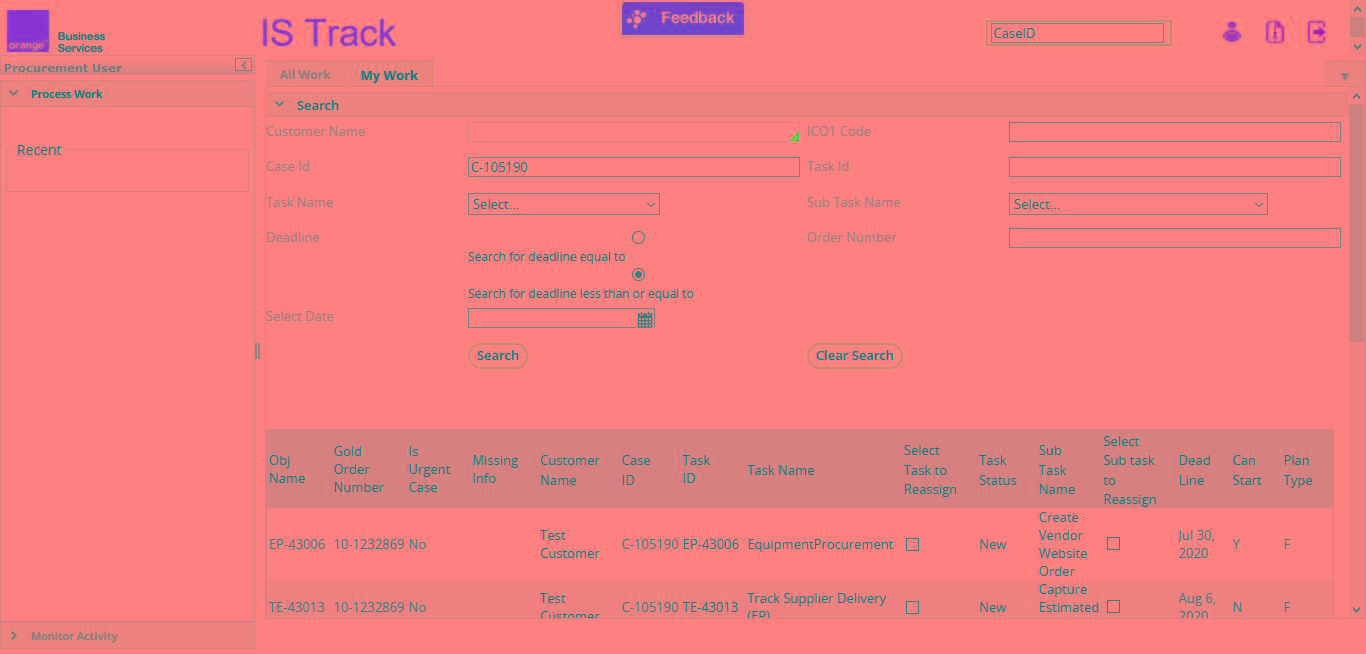 orange™
Business
Services
IS Track
Feedback
CaseID
Procurement User
All Work
My Work
Process Work
Recent
Monitor Activity
Search
Customer Name
ICO1 Code
Case Id
C-105190
Task Id
Task Name
Select...
Sub Task Name
Select...
Deadline
Search for deadline equal to
Search for deadline less than or equal to
Order Number
Select Date
Search
Clear Search
Obj Name Gold Order Number Is Urgent Case Missing Info Customer Name Case ID Task ID Task Name Select Task to Reassign Task Status Sub Task Name Select Sub task to Reassign Dead Line Can Start Plan Type
EP-43006 10-1232869 No Test Customer C-105190 EP-43006 EquipmentProcurement New Create Vendor Website Order Jul 30, 2020 Y F
TE-43013 10-1232869 No Test Customer C-105190 TE-43013 Track Supplier Delivery (EP) New Capture Estimated Aug 6, 2020 N F